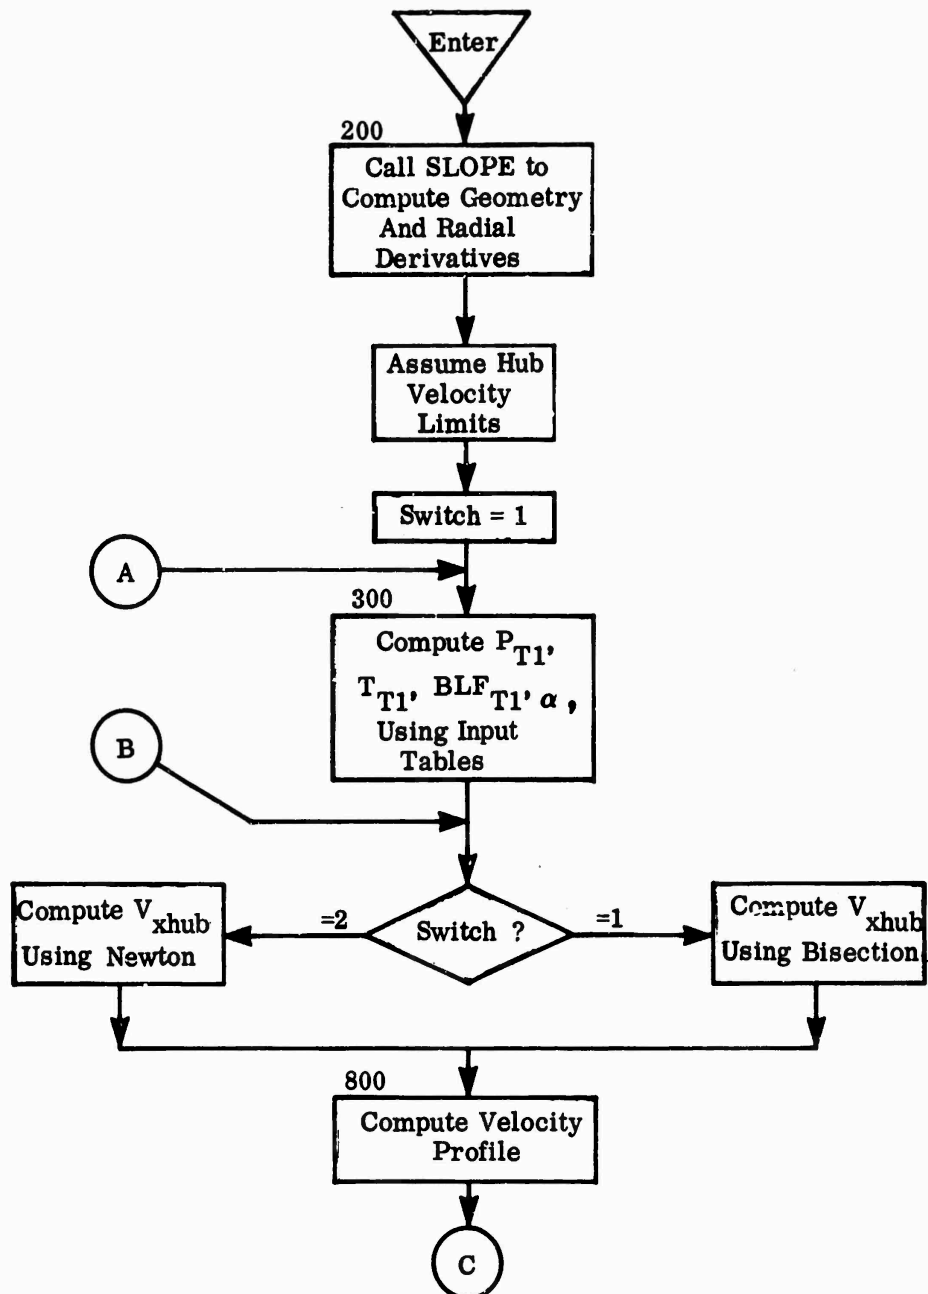 Enter
200
Call SLOPE to
Compute Geometry
And Radial
Derivatives
Assume Hub
Velocity
Limits
Switch = 1
A
300
Compute P_T1,
T_T1, BLF_T1, α,
Using Input
Tables
B
Compute V_xhub
Using Newton
=2
Switch ?
=1
Compute V_xhub
Using Bisection
800
Compute Velocity
Profile
C